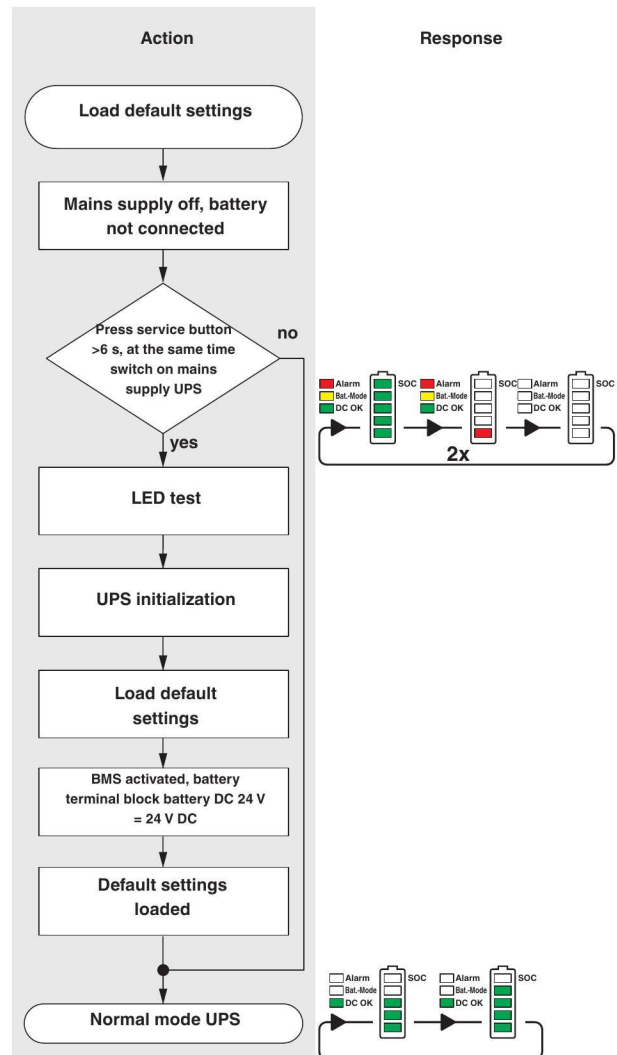 Action
Response
Load default settings
Mains supply off, battery
not connected
Press service button
>6 s, at the same time
switch on mains
supply UPS
no
yes
Alarm
Bat.-Mode
DC OK
SOC
Alarm
Bat.-Mode
DC OK
SOC
Alarm
Bat.-Mode
DC OK
SOC
2x
LED test
UPS initialization
Load default
settings
BMS activated, battery
terminal block battery DC 24 V
= 24 V DC
Default settings
loaded
Normal mode UPS
Alarm
Bat.-Mode
DC OK
SOC
Alarm
Bat.-Mode
DC OK
SOC